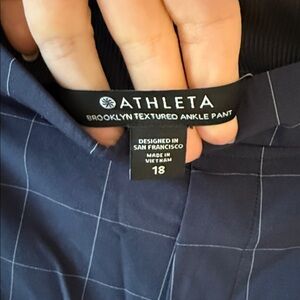 ATHLETA
BROOKLYN TEXTURED ANKLE PANT
DESIGNED IN
SAN FRANCISCO
MADE IN
VIETNAM
18